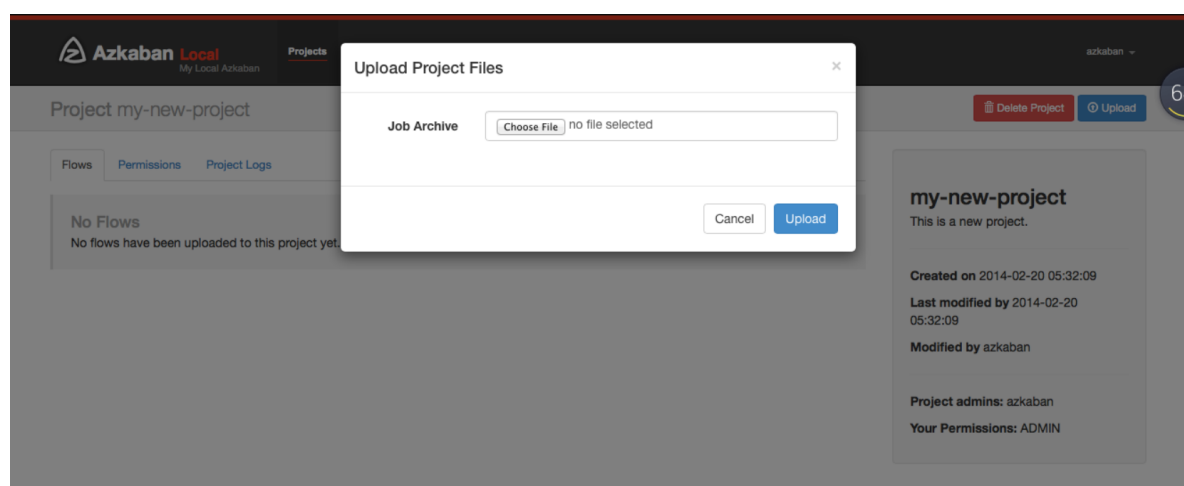 Azkaban Local
My Local Azkaban
Projects
azkaban
Upload Project Files
×
Project my-new-project
Delete Project
Upload
6
Job Archive
Choose File no file selected
Flows
Permissions
Project Logs
Cancel
Upload
No Flows
No flows have been uploaded to this project yet.
my-new-project
This is a new project.
Created on 2014-02-20 05:32:09
Last modified by 2014-02-20
05:32:09
Modified by azkaban
Project admins: azkaban
Your Permissions: ADMIN